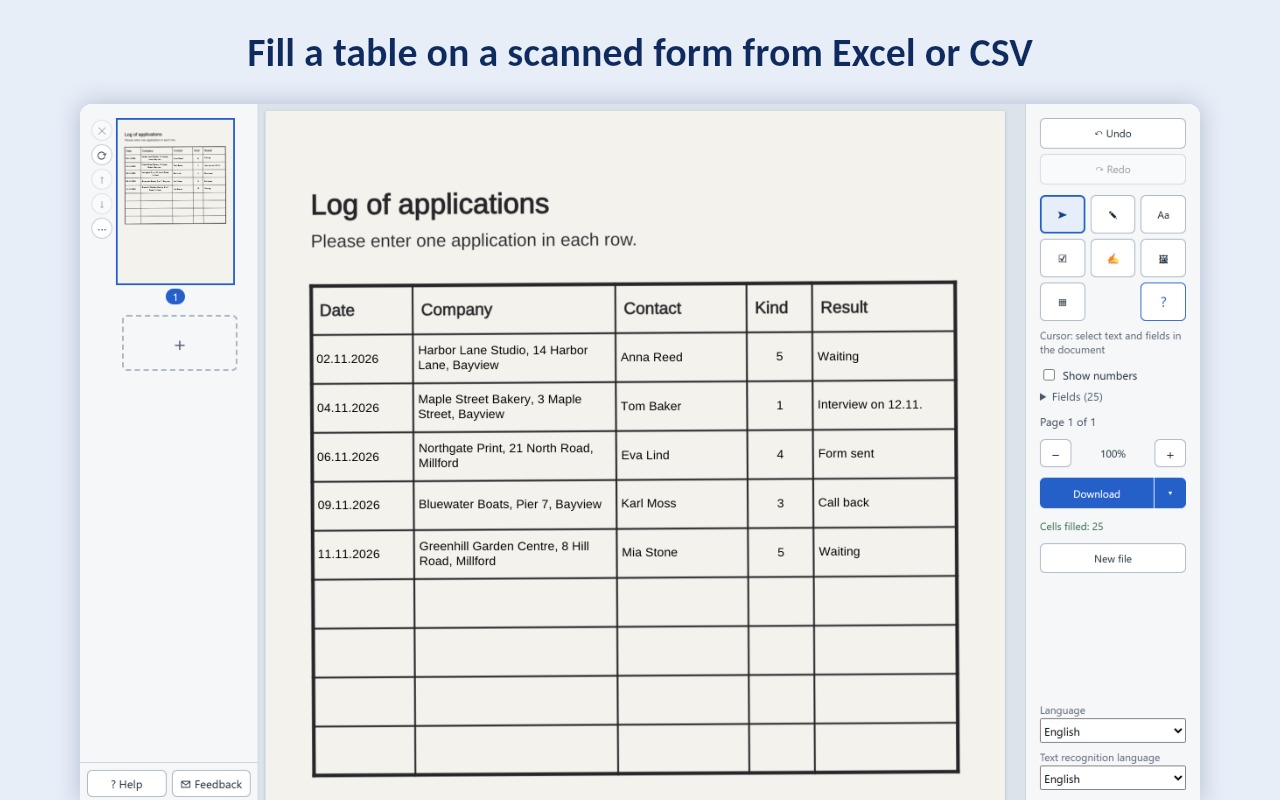 Fill a table on a scanned form from Excel or CSV
1
+
? Help
Feedback
Log of applications
Please enter one application in each row.
Date Company Contact Kind Result
02.11.2026 Harbor Lane Studio, 14 Harbor Lane, Bayview Anna Reed 5 Waiting
04.11.2026 Maple Street Bakery, 3 Maple Street, Bayview Tom Baker 1 Interview on 12.11.
06.11.2026 Northgate Print, 21 North Road, Millford Eva Lind 4 Form sent
09.11.2026 Bluewater Boats, Pier 7, Bayview Karl Moss 3 Call back
11.11.2026 Greenhill Garden Centre, 8 Hill Road, Millford Mia Stone 5 Waiting
Undo
Redo
Aa
?
Cursor: select text and fields in
the document
Show numbers
Fields (25)
Page 1 of 1
− 100% +
Download
Cells filled: 25
New file
Language
English
Text recognition language
English